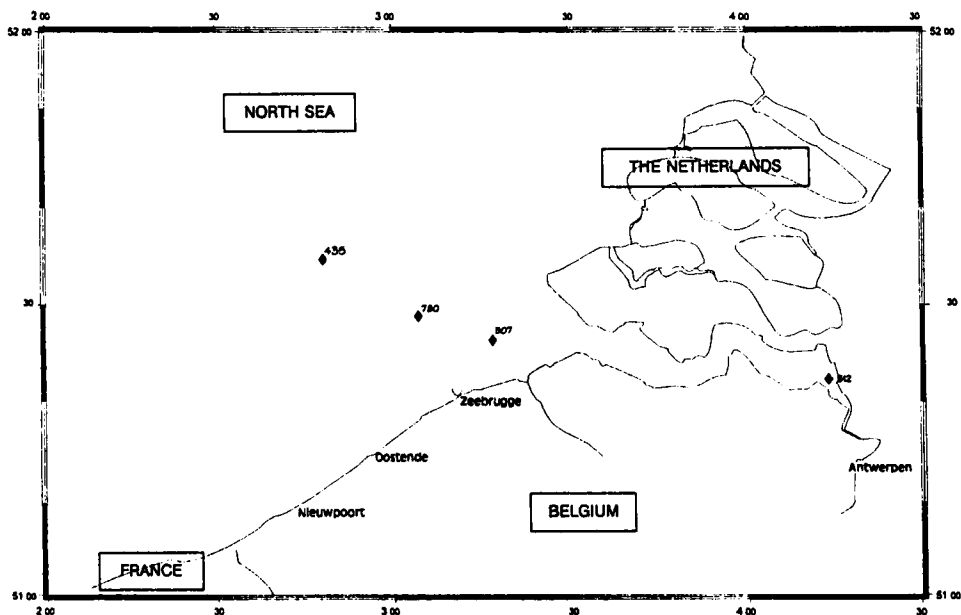 2 00 30 3 00 30 4 00 30
52 00 52 00
NORTH SEA
THE NETHERLANDS
435
30 30
780
Zeebrugge
Oostende
Antwerpen
Nieuwpoort
BELGIUM
FRANCE
51 00 51 00
2 00 30 3 00 30 4 00 30